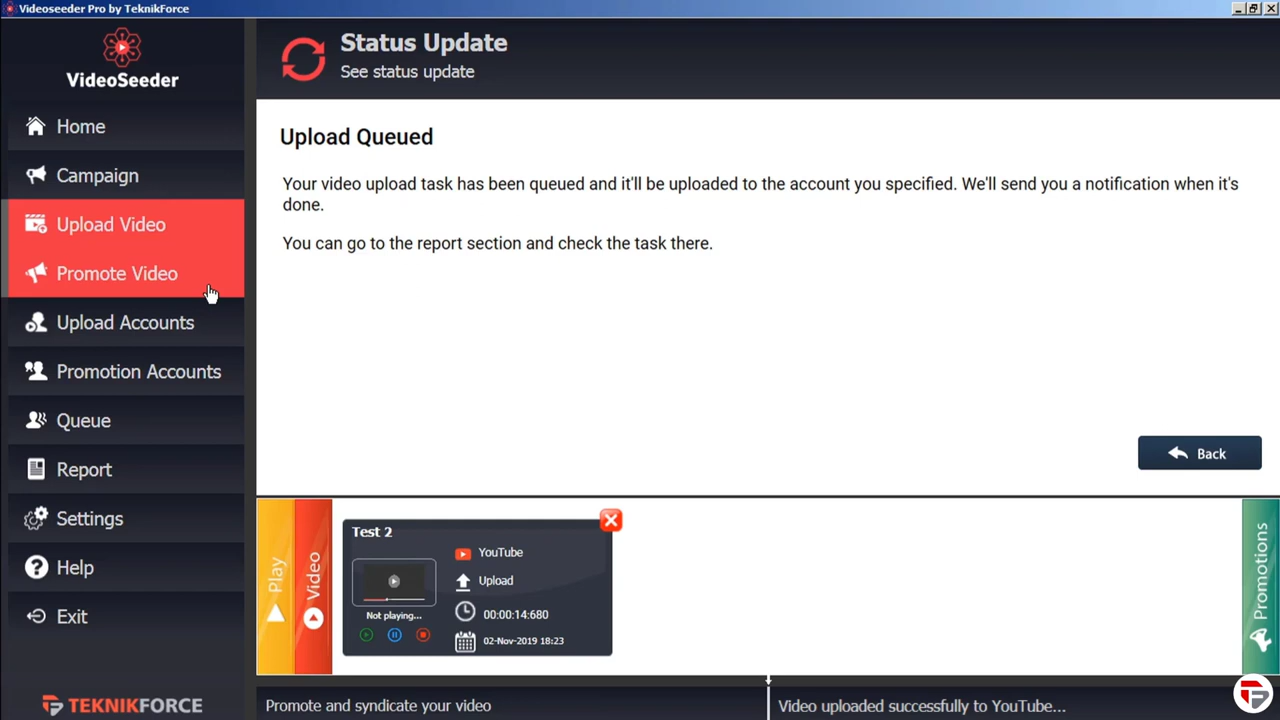 Videoseeder Pro by TeknikForce
VideoSeeder
Home
Campaign
Upload Video
Promote Video
Upload Accounts
Promotion Accounts
Queue
Report
Settings
Help
Exit
TEKNIKFORCE
Status Update
See status update
Upload Queued
Your video upload task has been queued and it'll be uploaded to the account you specified. We'll send you a notification when it's
done.
You can go to the report section and check the task there.
Back
Play
Video
Test 2
Not playing...
YouTube
Upload
00:00:14:680
02-Nov-2019 18:23
Promotions
Promote and syndicate your video
Video uploaded successfully to YouTube...